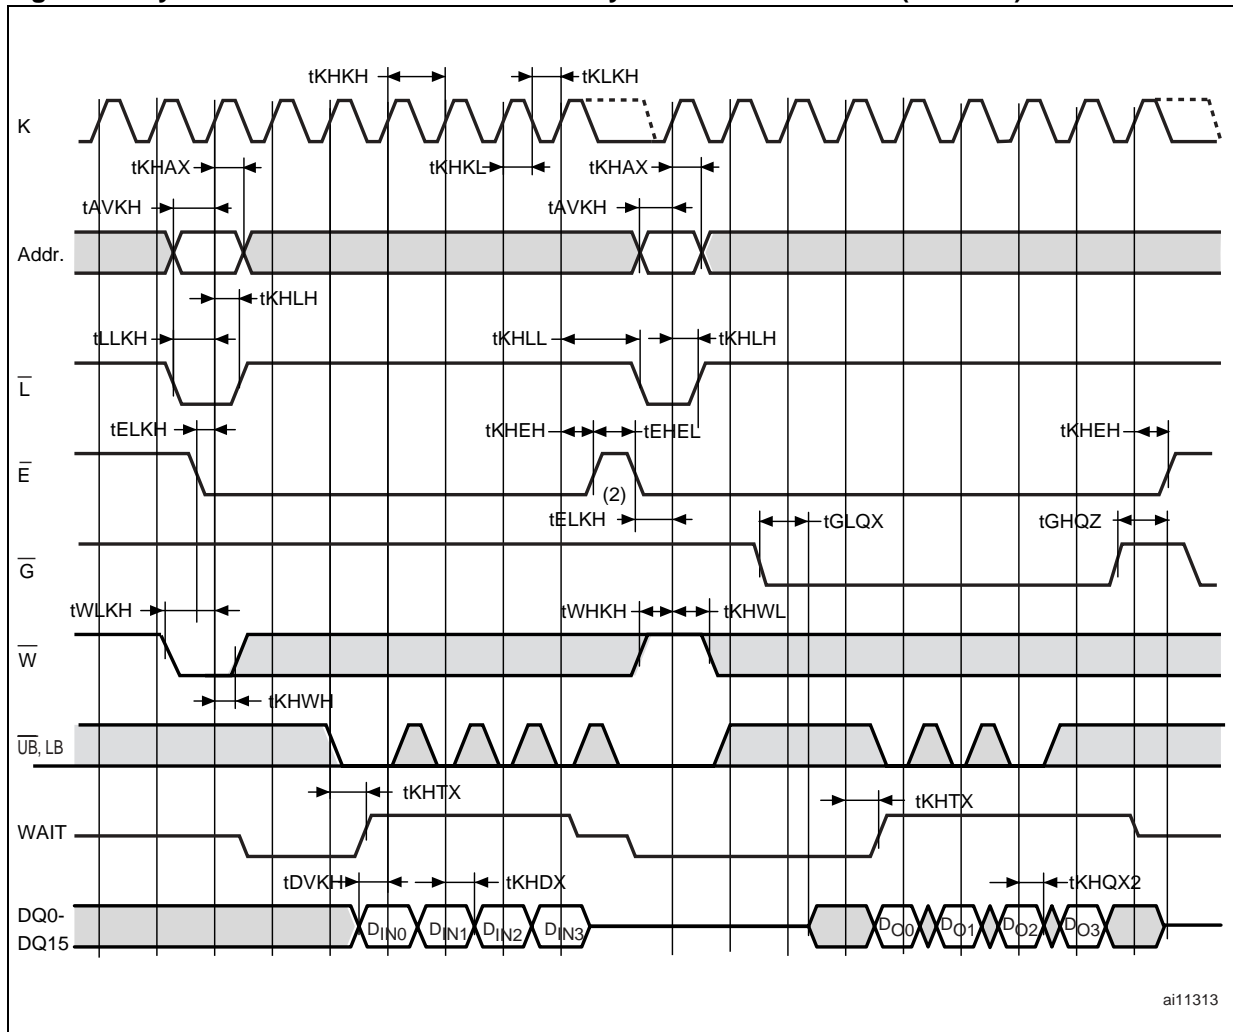 tKHKH
tKLKH
K
tKHAX
tKHKL
tKHAX
tAVKH
tAVKH
Addr.
tKHLH
tLLKH
tKHLL
tKHLH
L
tELKH
tKHEH
tEHEL
tKHEH
E
(2)
tELKH
tGLQX
tGHQZ
G
tWLKH
tWHKH
tKHWL
W
tKHWH
UB, LB
tKHTX
tKHTX
WAIT
tDVKH
tKHDX
tKHQX2
DQ0-
DQ15
DIN0
DIN1
DIN2
DIN3
DO0
DO1
DO2
DO3
ai11313